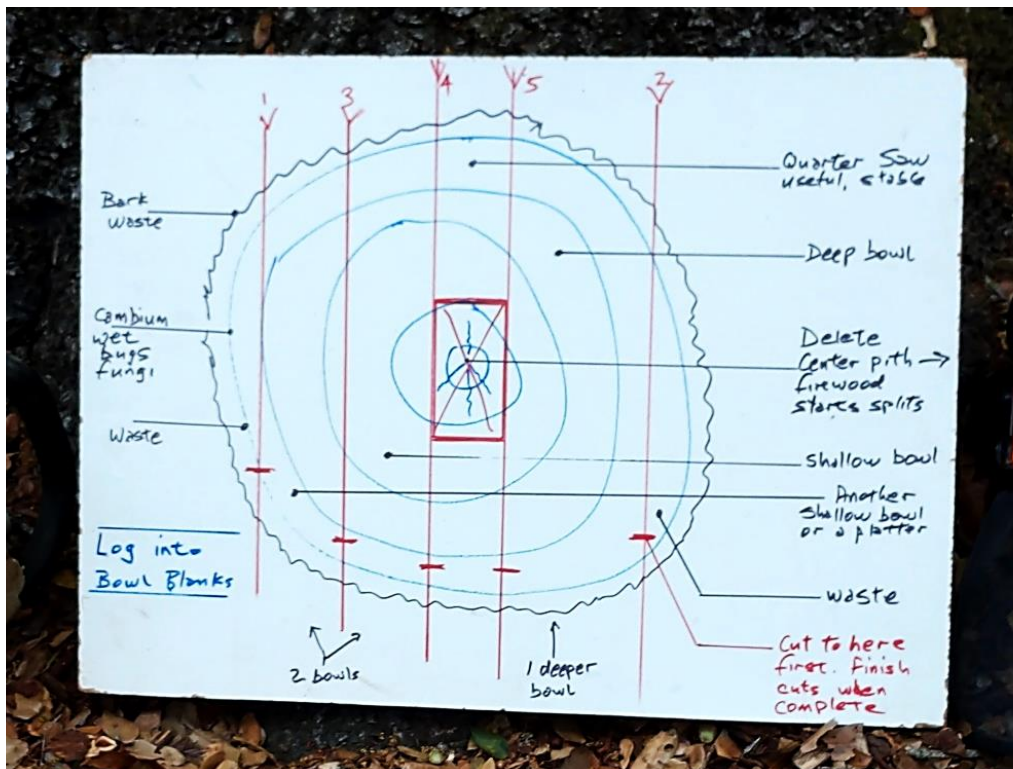 1
3
4
5
2
Quarter Saw
useful, stable
Bark
waste
Deep bowl
Cambium
wet
bugs
fungi
Delete
Center pith →
firewood
starts splits
Waste
Shallow bowl
Another
shallow bowl
or a platter
Log into
Bowl Blanks
waste
2 bowls
1 deeper
bowl
Cut to here
first. Finish
cuts when
complete